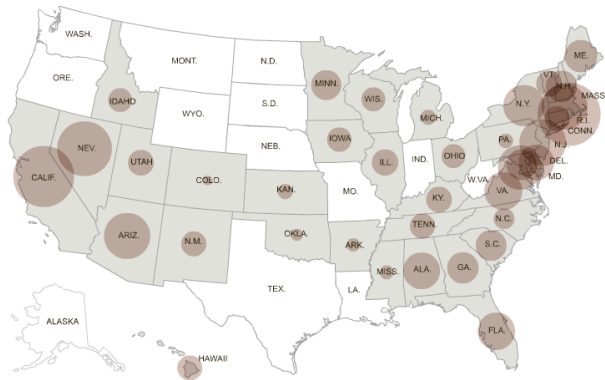 WASH.
ORE.
CALIF.
NEV.
IDAHO
MONT.
WYO.
UTAH
COLO.
ARIZ.
N.M.
N.D.
S.D.
NEB.
KAN.
OKLA.
TEX.
MINN.
IOWA
MO.
ARK.
LA.
WIS.
ILL.
MICH.
IND.
OHIO
KY.
TENN.
MISS.
ALA.
GA.
FLA.
S.C.
N.C.
VA.
W.VA.
PA.
N.Y.
VT.
N.H.
ME.
MASS
R.I.
CONN.
N.J
DEL.
MD.
ALASKA
HAWAII